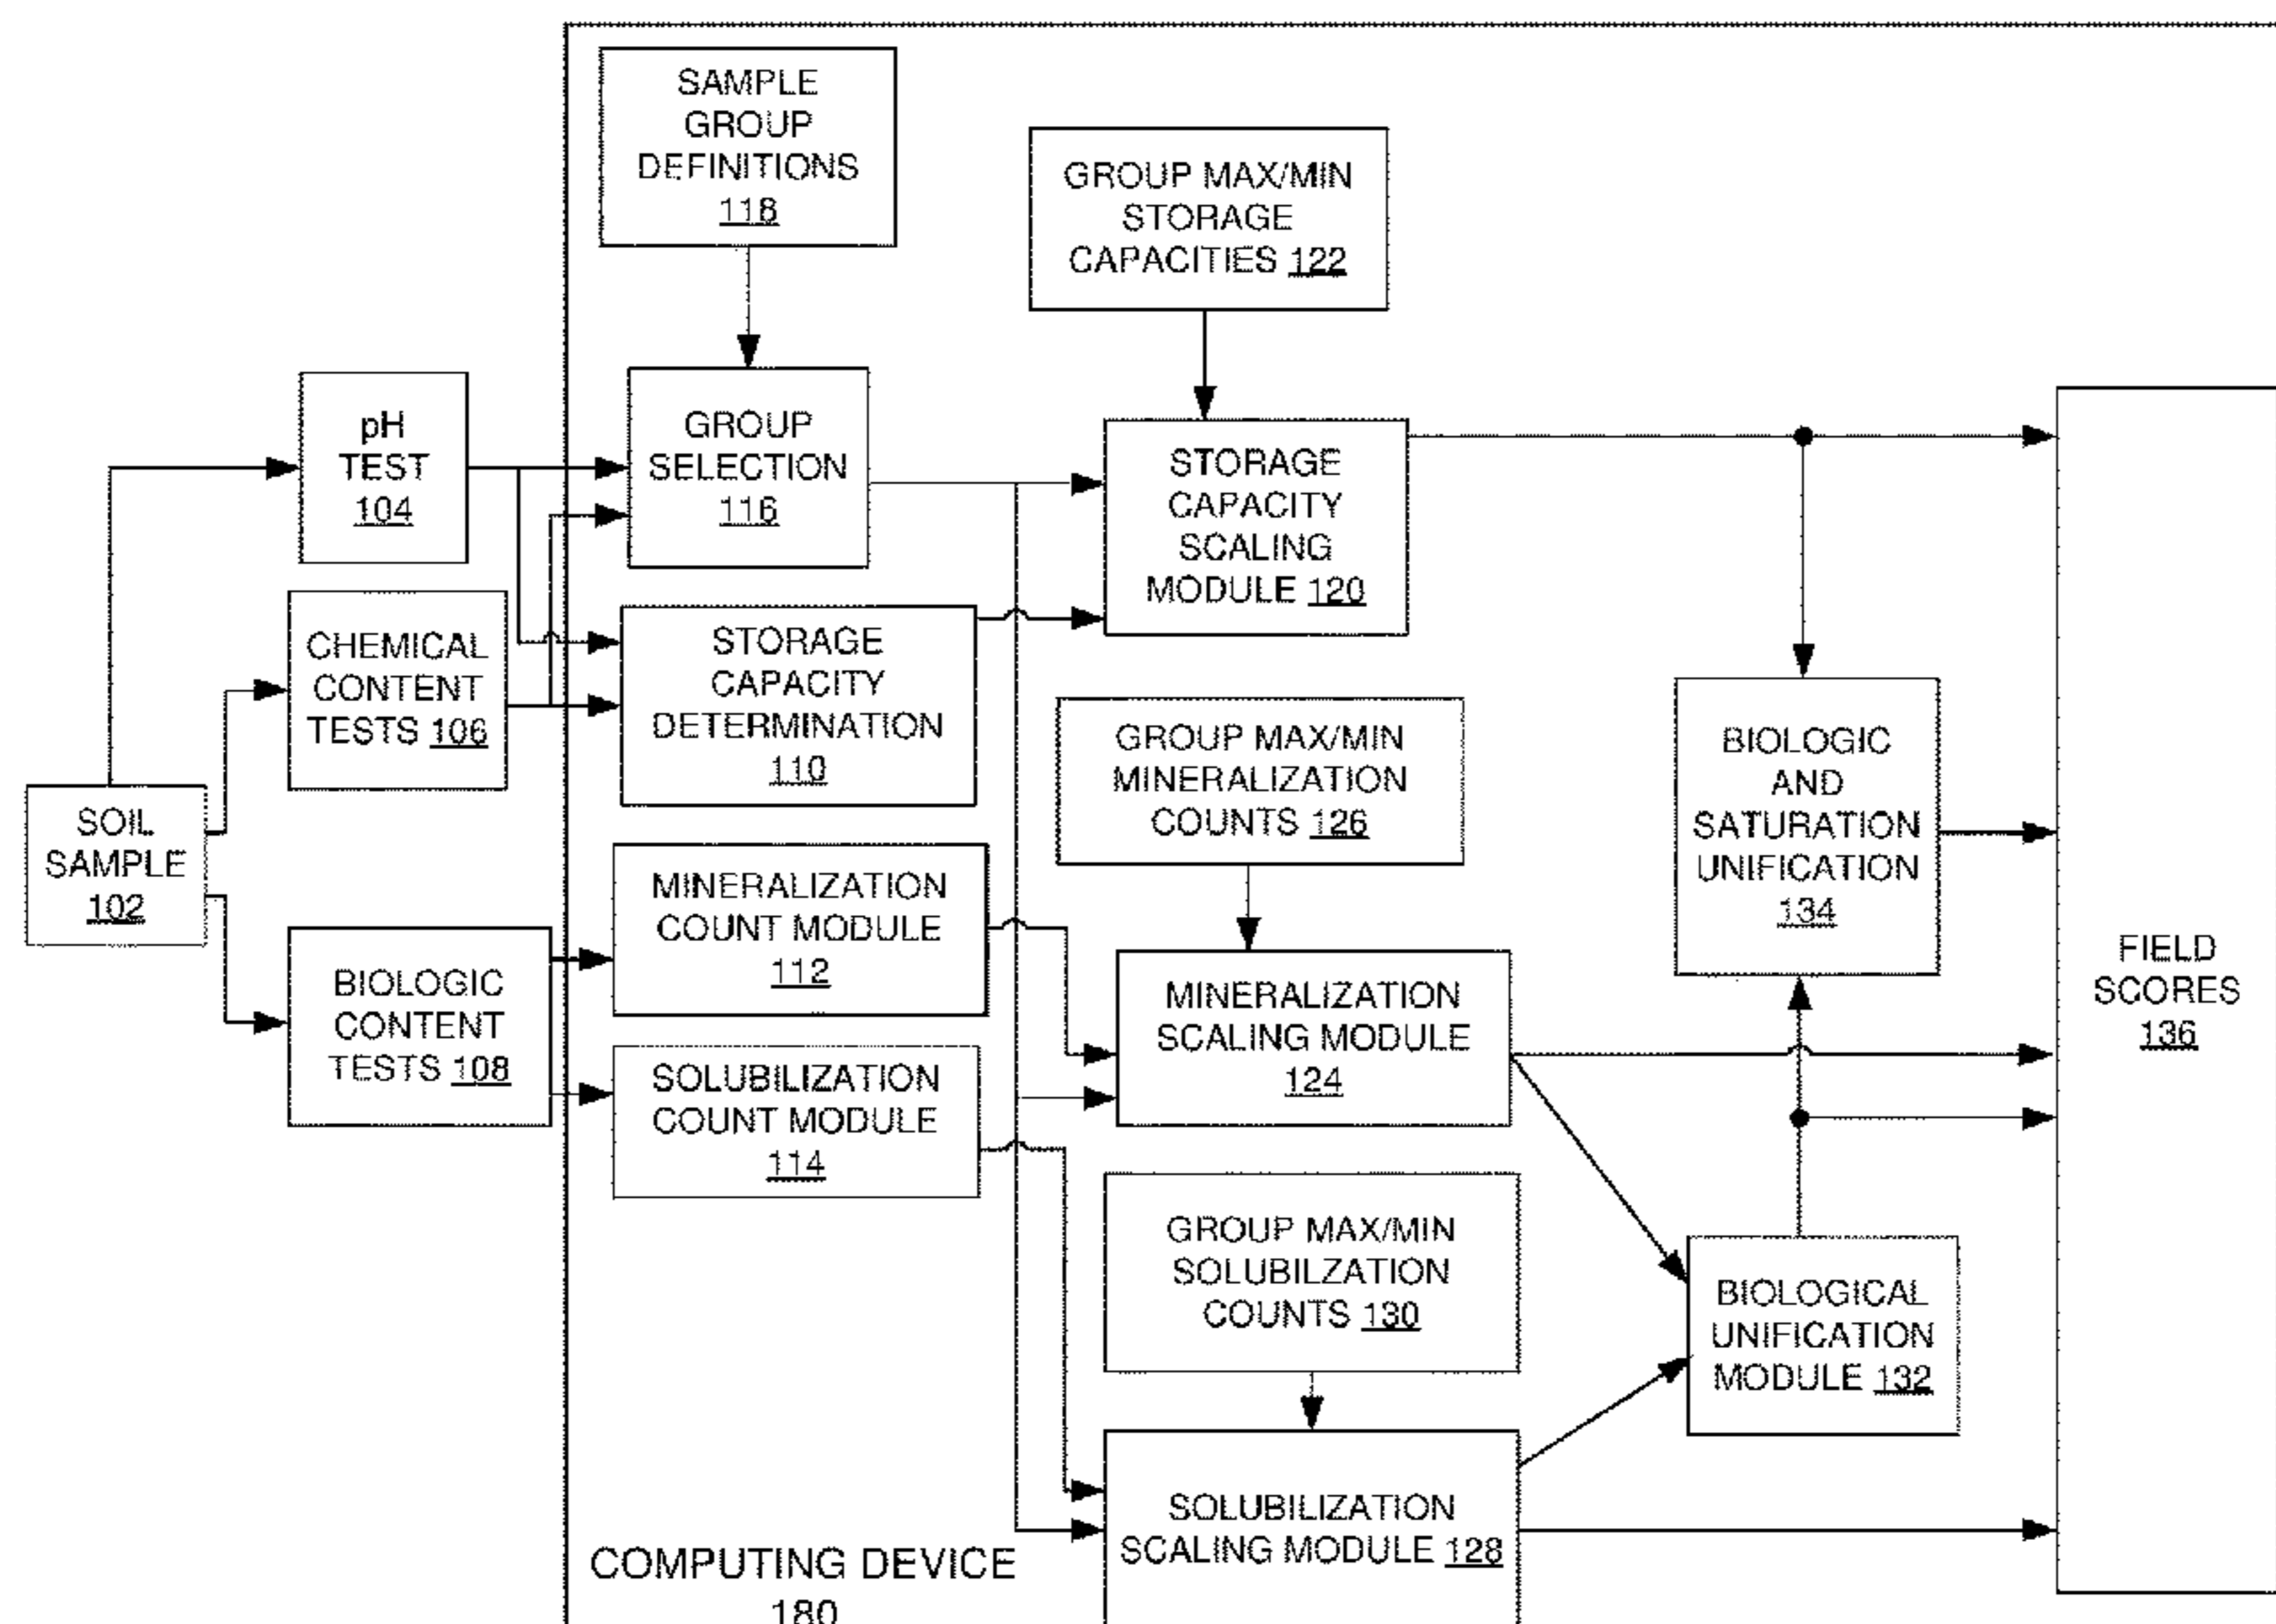 SAMPLE
GROUP
DEFINITIONS
118
GROUP MAX/MIN
STORAGE
CAPACITIES 122
pH
TEST
104
GROUP
SELECTION
116
STORAGE
CAPACITY
SCALING
MODULE 120
CHEMICAL
CONTENT
TESTS 106
STORAGE
CAPACITY
DETERMINATION
110
GROUP MAX/MIN
MINERALIZATION
COUNTS 126
BIOLOGIC
AND
SATURATION
UNIFICATION
134
SOIL
SAMPLE
102
MINERALIZATION
COUNT MODULE
112
BIOLOGIC
CONTENT
TESTS 108
MINERALIZATION
SCALING MODULE
124
FIELD
SCORES
136
SOLUBILIZATION
COUNT MODULE
114
GROUP MAX/MIN
SOLUBILZATION
COUNTS 130
BIOLOGICAL
UNIFICATION
MODULE 132
SOLUBILIZATION
SCALING MODULE 128
COMPUTING DEVICE
180